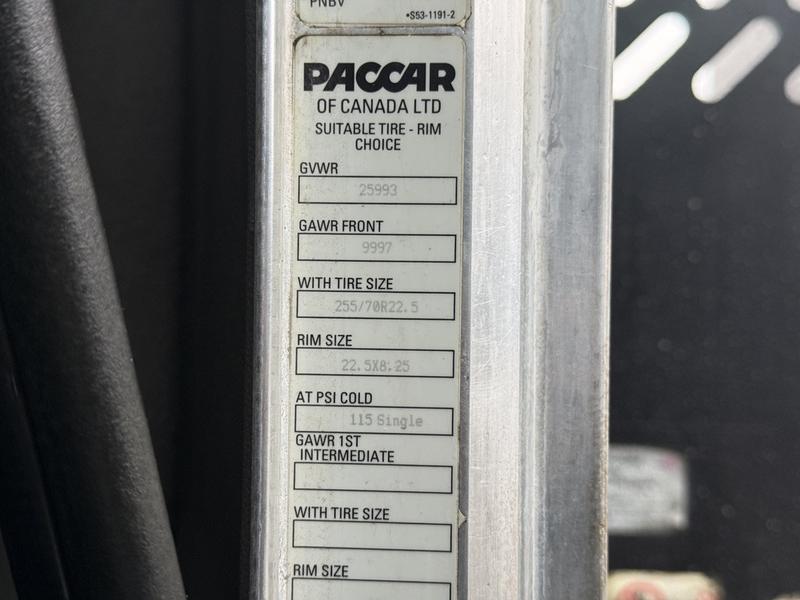 PNBV
•S53-1191-2
PACCAR
OF CANADA LTD
SUITABLE TIRE - RIM
CHOICE
GVWR
25993
GAWR FRONT
9997
WITH TIRE SIZE
255/70R22.5
RIM SIZE
22.5X8.25
AT PSI COLD
115 Single
GAWR 1ST
INTERMEDIATE
WITH TIRE SIZE
RIM SIZE